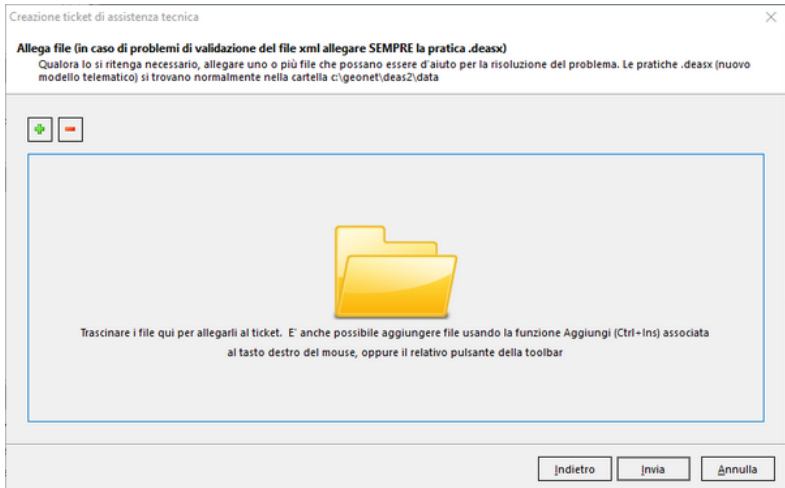 Creazione ticket di assistenza tecnica
Allega file (in caso di problemi di validazione del file xml allegare SEMPRE la pratica .deasx)
Qualora lo si ritenga necessario, allegare uno o più file che possano essere d'aiuto per la risoluzione del problema. Le pratiche .deasx (nuovo
modello telematico) si trovano normalmente nella cartella c:\geonet\deas2\data
Trascinare i file qui per allegarli al ticket. E' anche possibile aggiungere file usando la funzione Aggiungi (Ctrl+Ins) associata
al tasto destro del mouse, oppure il relativo pulsante della toolbar
Indietro Invia Annulla